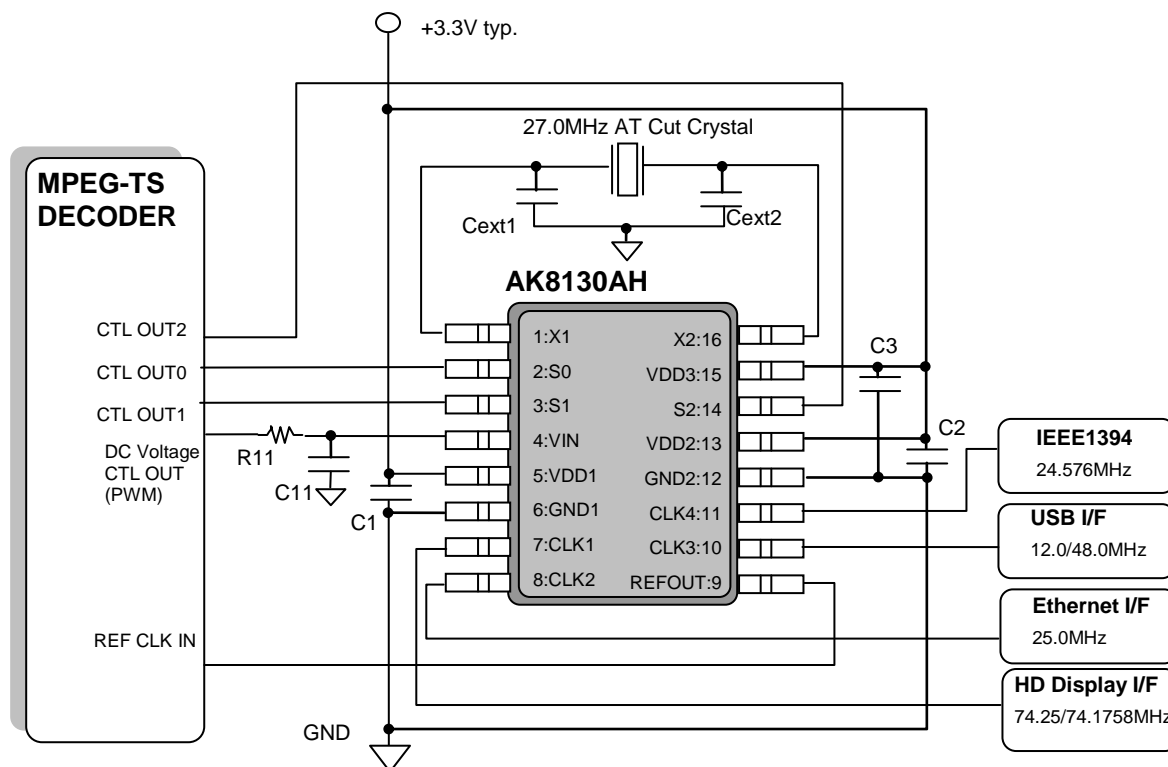 +3.3V typ.
27.0MHz AT Cut Crystal
MPEG-TS
DECODER
Cext1
Cext2
AK8130AH
CTL OUT2
CTL OUT0
CTL OUT1
DC Voltage
CTL OUT
(PWM)
REF CLK IN
R11
C11
C1
1:X1
2:S0
3:S1
4:VIN
5:VDD1
6:GND1
7:CLK1
8:CLK2
X2:16
VDD3:15
S2:14
VDD2:13
GND2:12
CLK4:11
CLK3:10
REFOUT:9
C3
C2
IEEE1394
24.576MHz
USB I/F
12.0/48.0MHz
Ethernet I/F
25.0MHz
HD Display I/F
74.25/74.1758MHz
GND